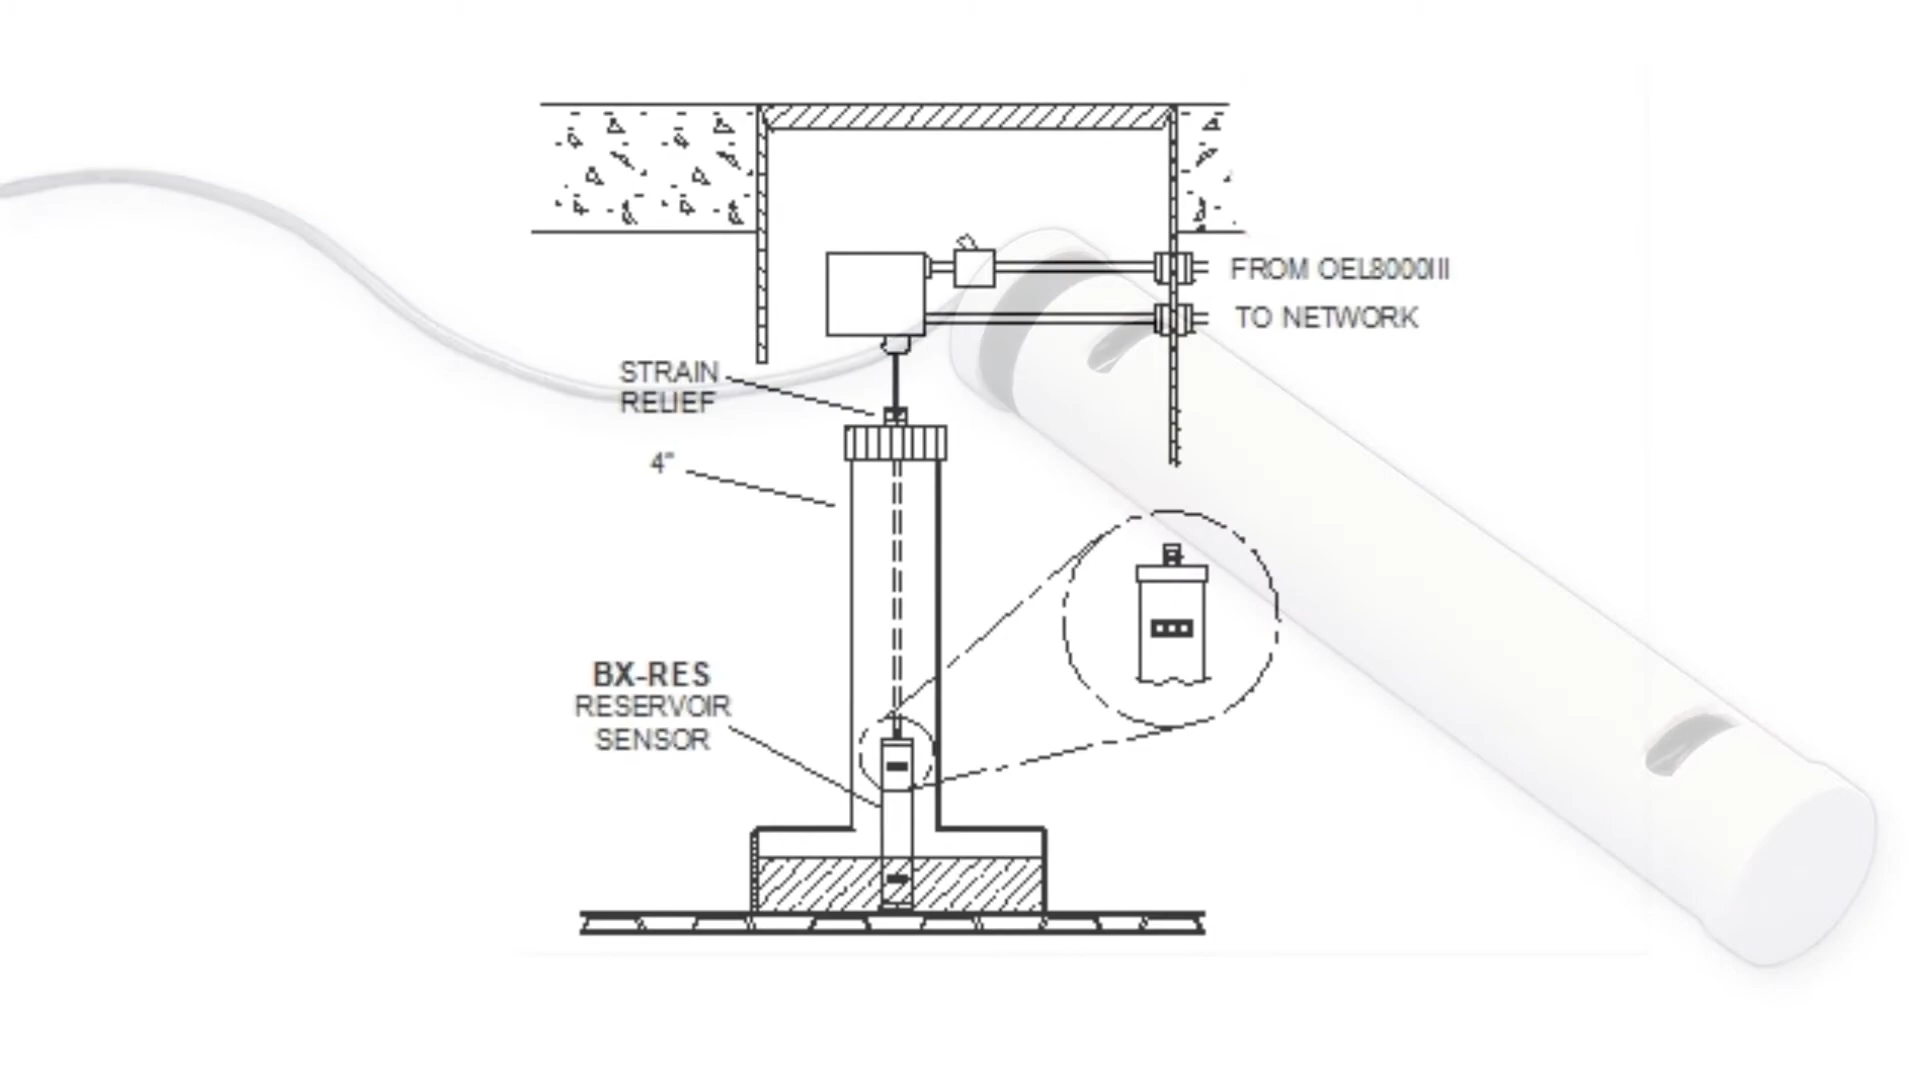 FROM OEL8000III
TO NETWORK
STRAIN
RELIEF
4"
BX-RES
RESERVOIR
SENSOR